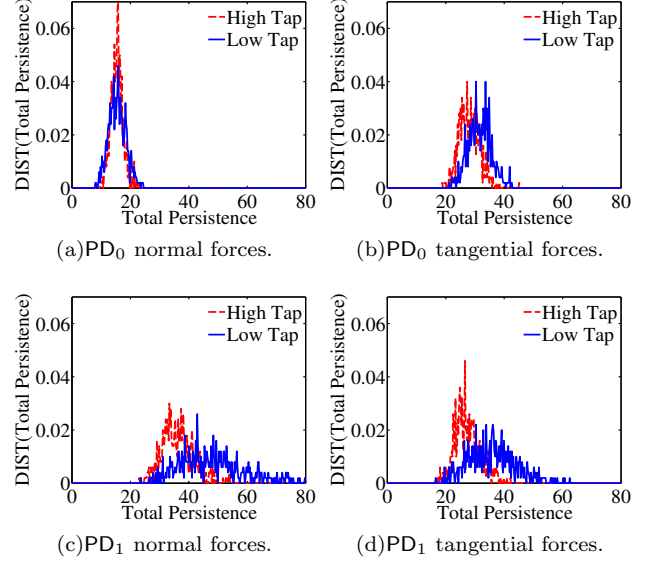 High Tap
Low Tap
DIST(Total Persistence)
0.06
0.04
0.02
0
0 20 40 60 80
Total Persistence
(a)PD0 normal forces.
High Tap
Low Tap
DIST(Total Persistence)
0.06
0.04
0.02
0
0 20 40 60 80
Total Persistence
(b)PD0 tangential forces.
High Tap
Low Tap
DIST(Total Persistence)
0.06
0.04
0.02
0
0 20 40 60 80
Total Persistence
(c)PD1 normal forces.
High Tap
Low Tap
DIST(Total Persistence)
0.06
0.04
0.02
0
0 20 40 60 80
Total Persistence
(d)PD1 tangential forces.